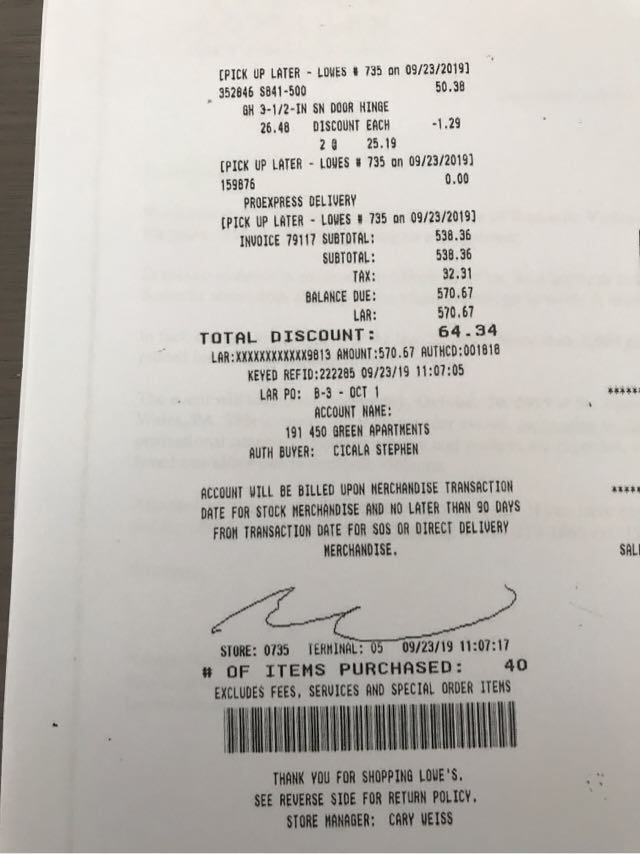 [PICK UP LATER - LOWES # 735 on 09/23/2019]
352846 S841-500 50.38
GH 3-1/2-IN SN DOOR HINGE
26.48 DISCOUNT EACH -1.29
2 @ 25.19
[PICK UP LATER - LOWES # 735 on 09/23/2019]
159876 0.00
PROEXPRESS DELIVERY
[PICK UP LATER - LOWES # 735 on 09/23/2019]
INVOICE 79117 SUBTOTAL: 538.36
SUBTOTAL: 538.36
TAX: 32.31
BALANCE DUE: 570.67
LAR: 570.67
TOTAL DISCOUNT: 64.34
LAR:XXXXXXXXXXXX9813 AMOUNT:570.67 AUTHCD:001818
KEYED REFID:222285 09/23/19 11:07:05
LAR PO: B-3 - OCT 1
ACCOUNT NAME:
191 450 GREEN APARTMENTS
AUTH BUYER: CICALA STEPHEN
ACCOUNT WILL BE BILLED UPON MERCHANDISE TRANSACTION
DATE FOR STOCK MERCHANDISE AND NO LATER THAN 90 DAYS
FROM TRANSACTION DATE FOR SOS OR DIRECT DELIVERY
MERCHANDISE.
STORE: 0735 TERMINAL: 05 09/23/19 11:07:17
# OF ITEMS PURCHASED: 40
EXCLUDES FEES, SERVICES AND SPECIAL ORDER ITEMS
THANK YOU FOR SHOPPING LOWE'S.
SEE REVERSE SIDE FOR RETURN POLICY.
STORE MANAGER: CARY WEISS